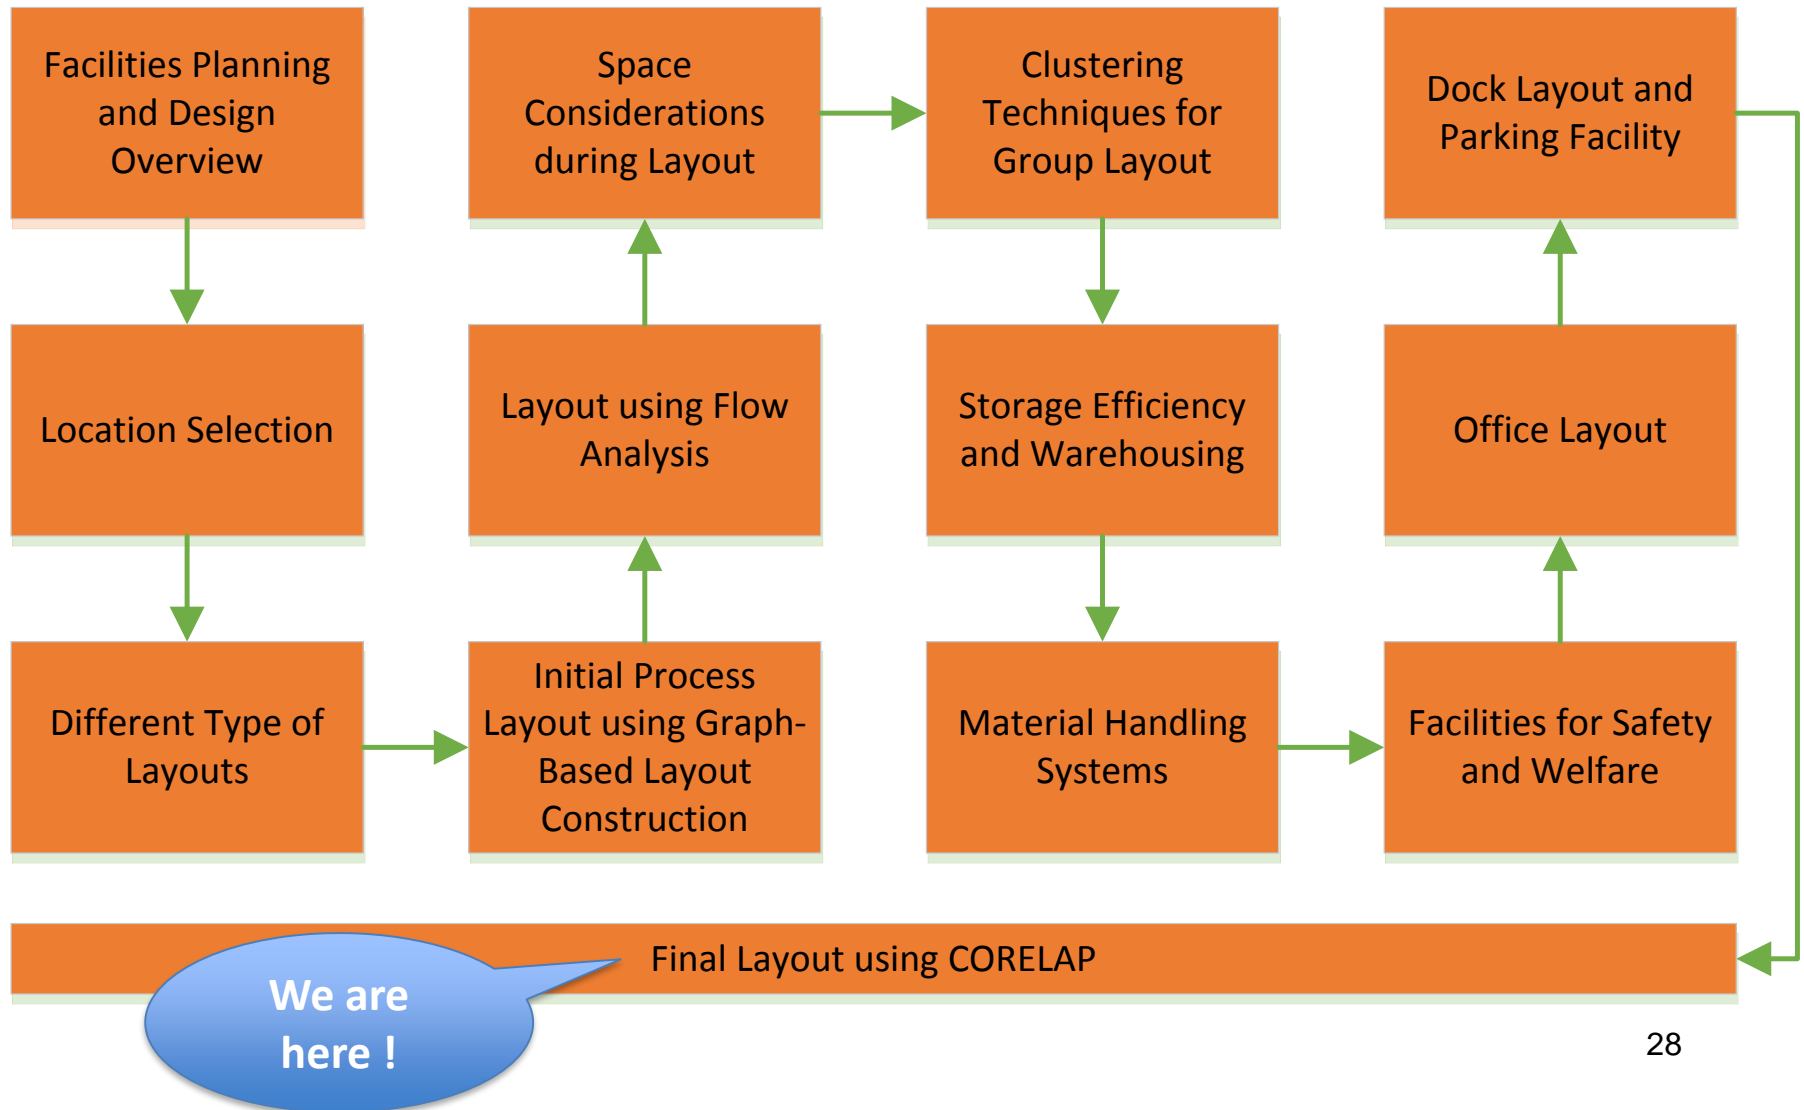 Facilities Planning
and Design
Overview
Space
Considerations
during Layout
Clustering
Techniques for
Group Layout
Dock Layout and
Parking Facility
Location Selection
Layout using Flow
Analysis
Storage Efficiency
and Warehousing
Office Layout
Different Type of
Layouts
Initial Process
Layout using Graph-
Based Layout
Construction
Material Handling
Systems
Facilities for Safety
and Welfare
Final Layout using CORELAP
We are
here !
28